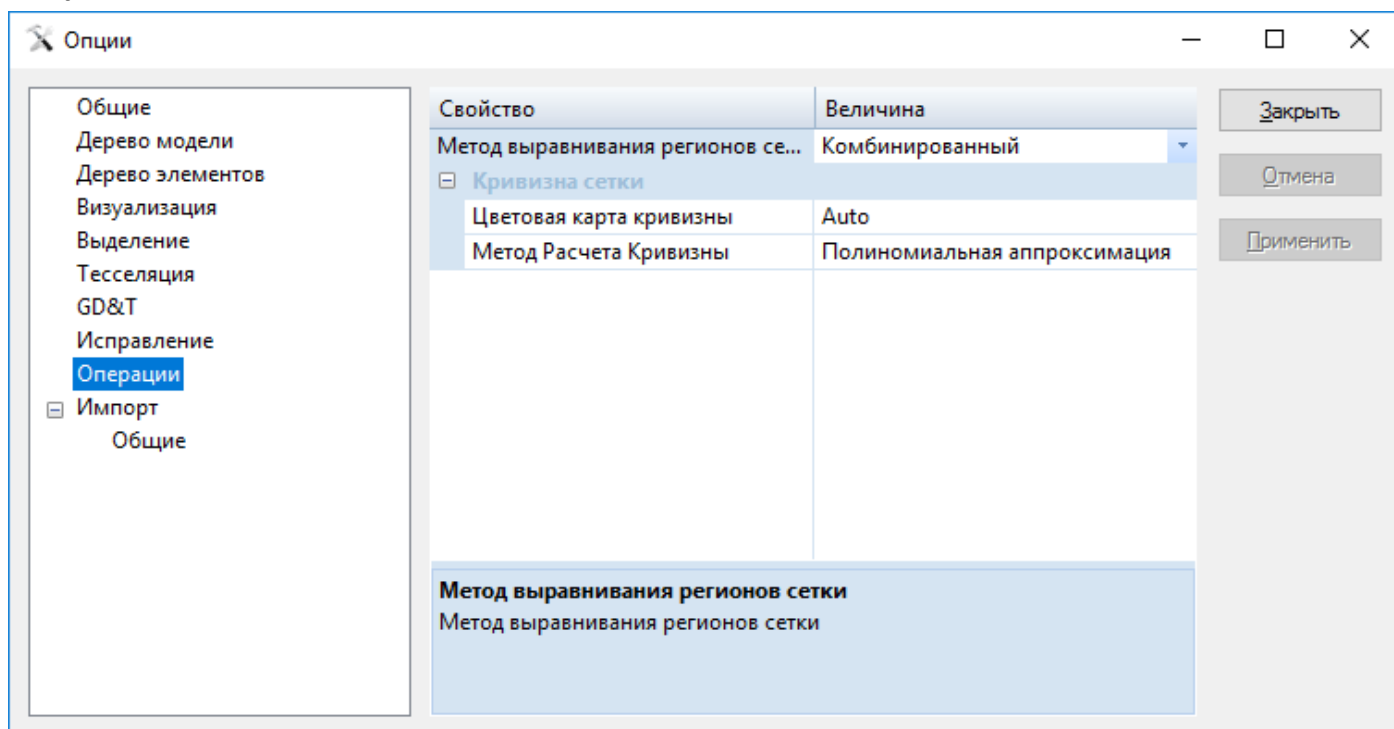 Опции
Общие
Дерево модели
Дерево элементов
Визуализация
Выделение
Тесселяция
GD&T
Исправление
Операции
Импорт
Общие
Свойство Величина
Метод выравнивания регионов се... Комбинированный
Кривизна сетки
Цветовая карта кривизны Auto
Метод Расчета Кривизны Полиномиальная аппроксимация
Метод выравнивания регионов сетки
Метод выравнивания регионов сетки
Закрыть
Отмена
Применить